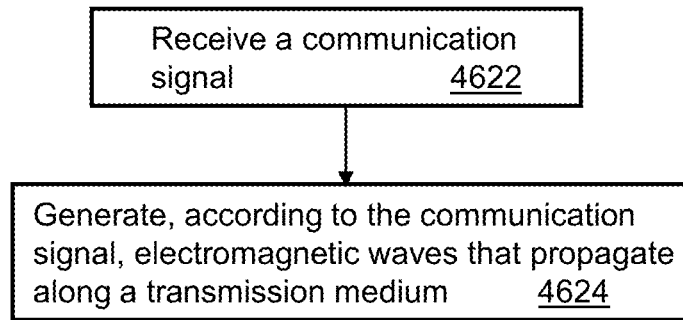 Receive a communication
signal 4622
Generate, according to the communication
signal, electromagnetic waves that propagate
along a transmission medium 4624